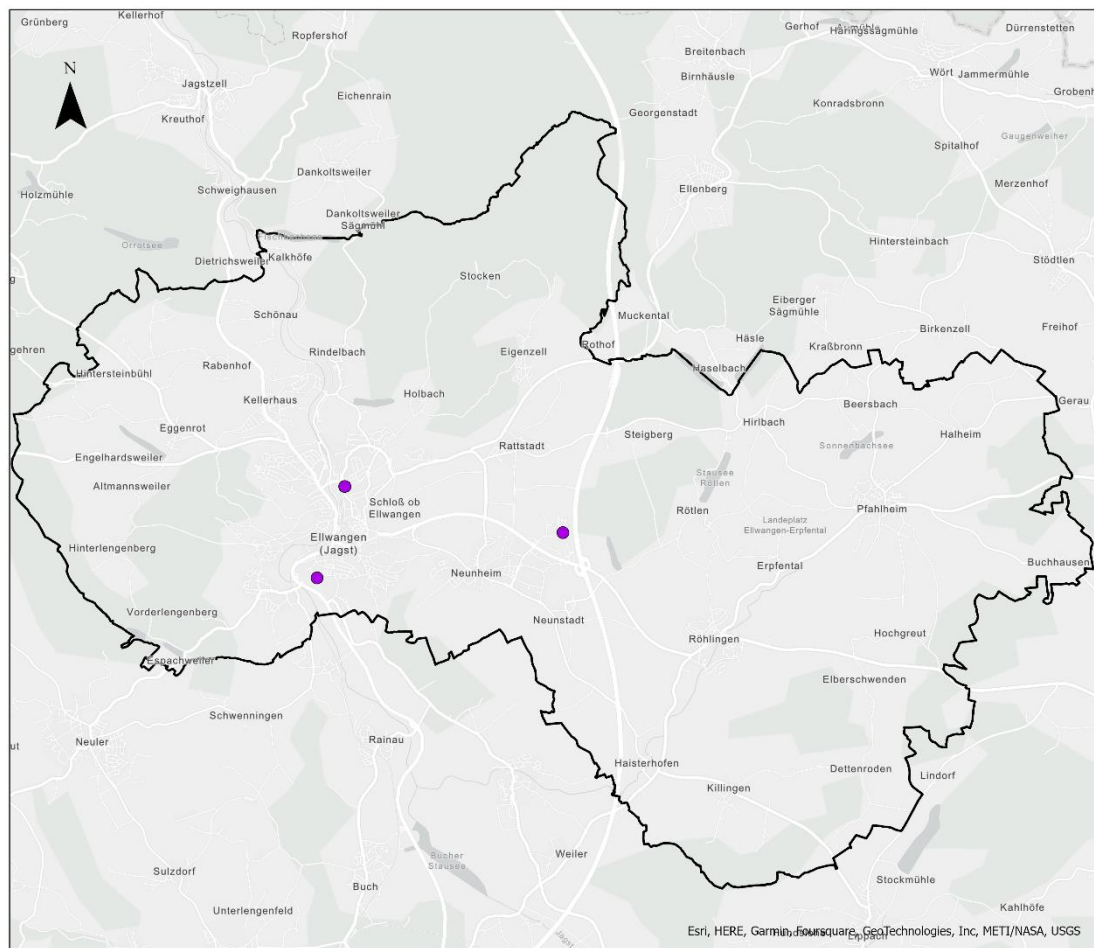 Grünberg
Kellerhof
Ropfershof
Gerhof
Aumühle
Häringssägmühle
Dürrenstetten
Breitenbach
Birnhäusle
Wört
Jammermühle
N
Jagstzell
Eichenrain
Georgenstadt
Konradsbronn
Kreuthof
Gaugenweiher
Spitalhof
Dankoltsweiler
Schweighausen
Ellenberg
Merzenhof
Holzmühle
Dankoltsweiler
Sägmühl
Orrotsee
Hintersteinbach
Dietrichsweiler
Kalkhöfe
Stödtlen
Stocken
Eiberger
Sägmühle
Schönau
Muckental
Birkenzell
Freihof
Häsle
Kraßbronn
Rindelbach
Eigenzell
Rothof
gehren
Hintersteinbühl
Rabenhof
Haselbach
Kellerhaus
Holbach
Beersbach
Gerau
Hirlbach
Eggenrot
Steigberg
Halheim
Rattstadt
Sonnenbachsee
Engelhardsweiler
Stausee
Röllen
Altmannsweiler
Schloß ob
Ellwangen
Rötlen
Pfahlheim
Landeplatz
Ellwangen-Erpfental
Ellwangen
(Jagst)
Hinterlengenberg
Erpfental
Buchhausen
Neunheim
Vorderlengenberg
Neunstadt
Röhlingen
Hochgreut
Espachweiler
Elberschwenden
Schwenningen
Neuler
Rainau
ut
Haisterhofen
Dettenroden
Lindorf
Killingen
Bucher
Stausee
Weiler
Sulzdorf
Buch
Stockmühle
Unterlengenfeld
Kahlhöfe
Jagst
Esri, HERE, Garmin, Foursquare, GeoTechnologies, Inc, METI/NASA, USGS